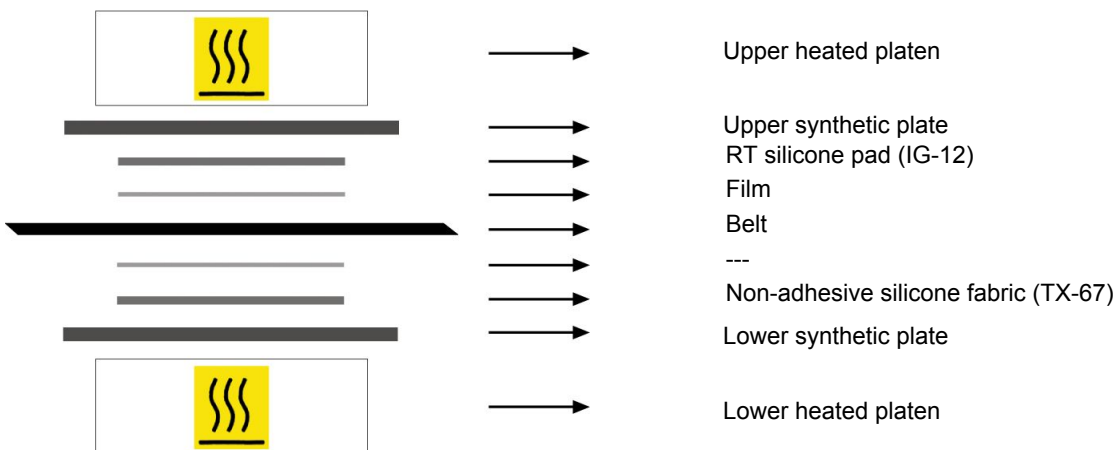 Upper heated platen
Upper synthetic plate
RT silicone pad (IG-12)
Film
Belt
---
Non-adhesive silicone fabric (TX-67)
Lower synthetic plate
Lower heated platen